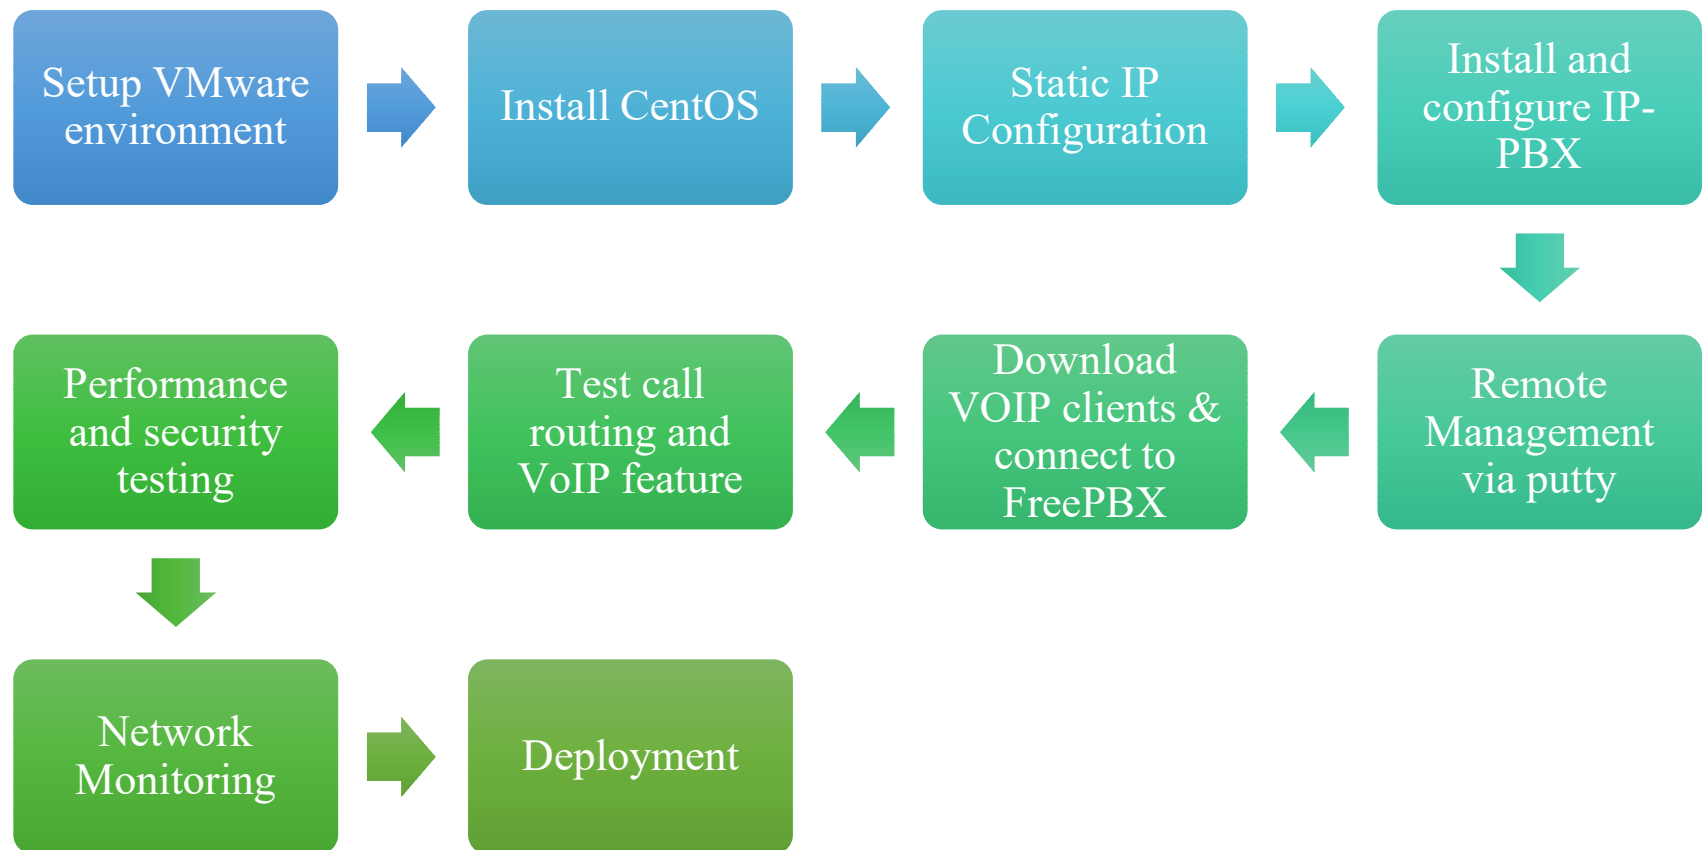 Setup VMware
environment
Install CentOS
Static IP
Configuration
Install and
configure IP-
PBX
Remote
Management
via putty
Download
VOIP clients &
connect to
FreePBX
Test call
routing and
VoIP feature
Performance
and security
testing
Network
Monitoring
Deployment